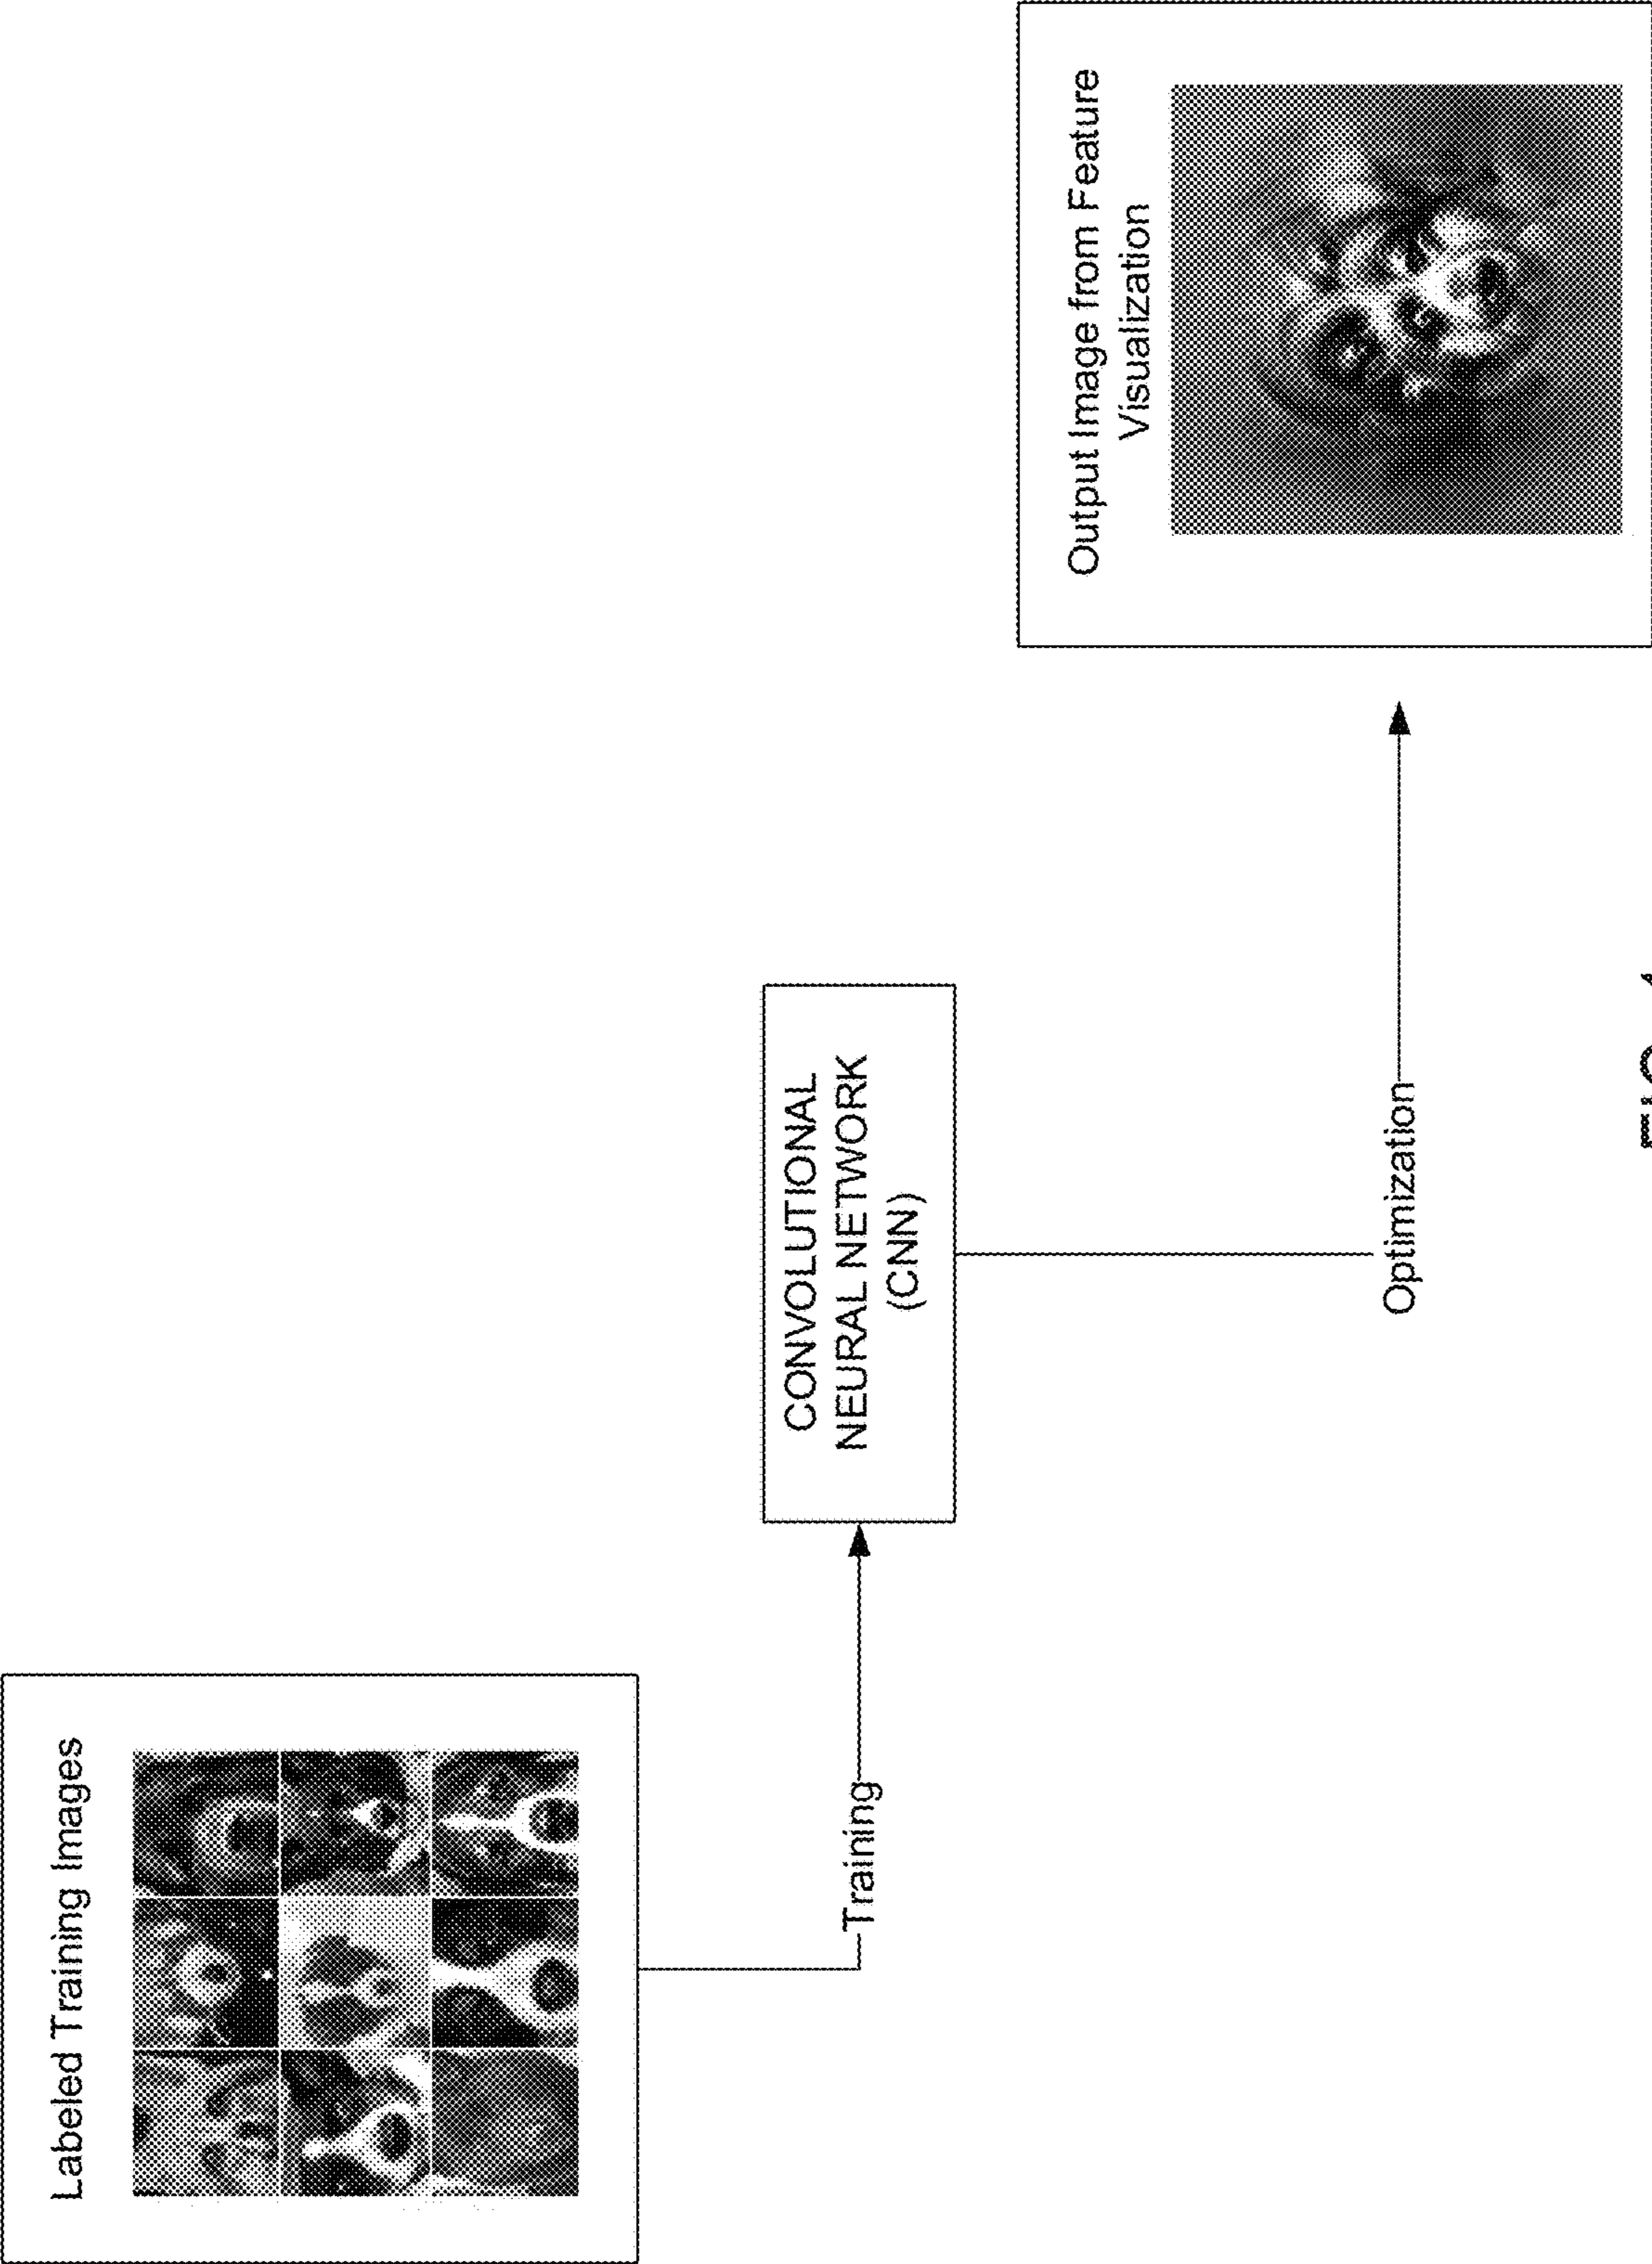 Labeled Training Images
Training
CONVOLUTIONAL
NEURAL NETWORK
(CNN)
Optimization
Output Image from Feature
Visualization